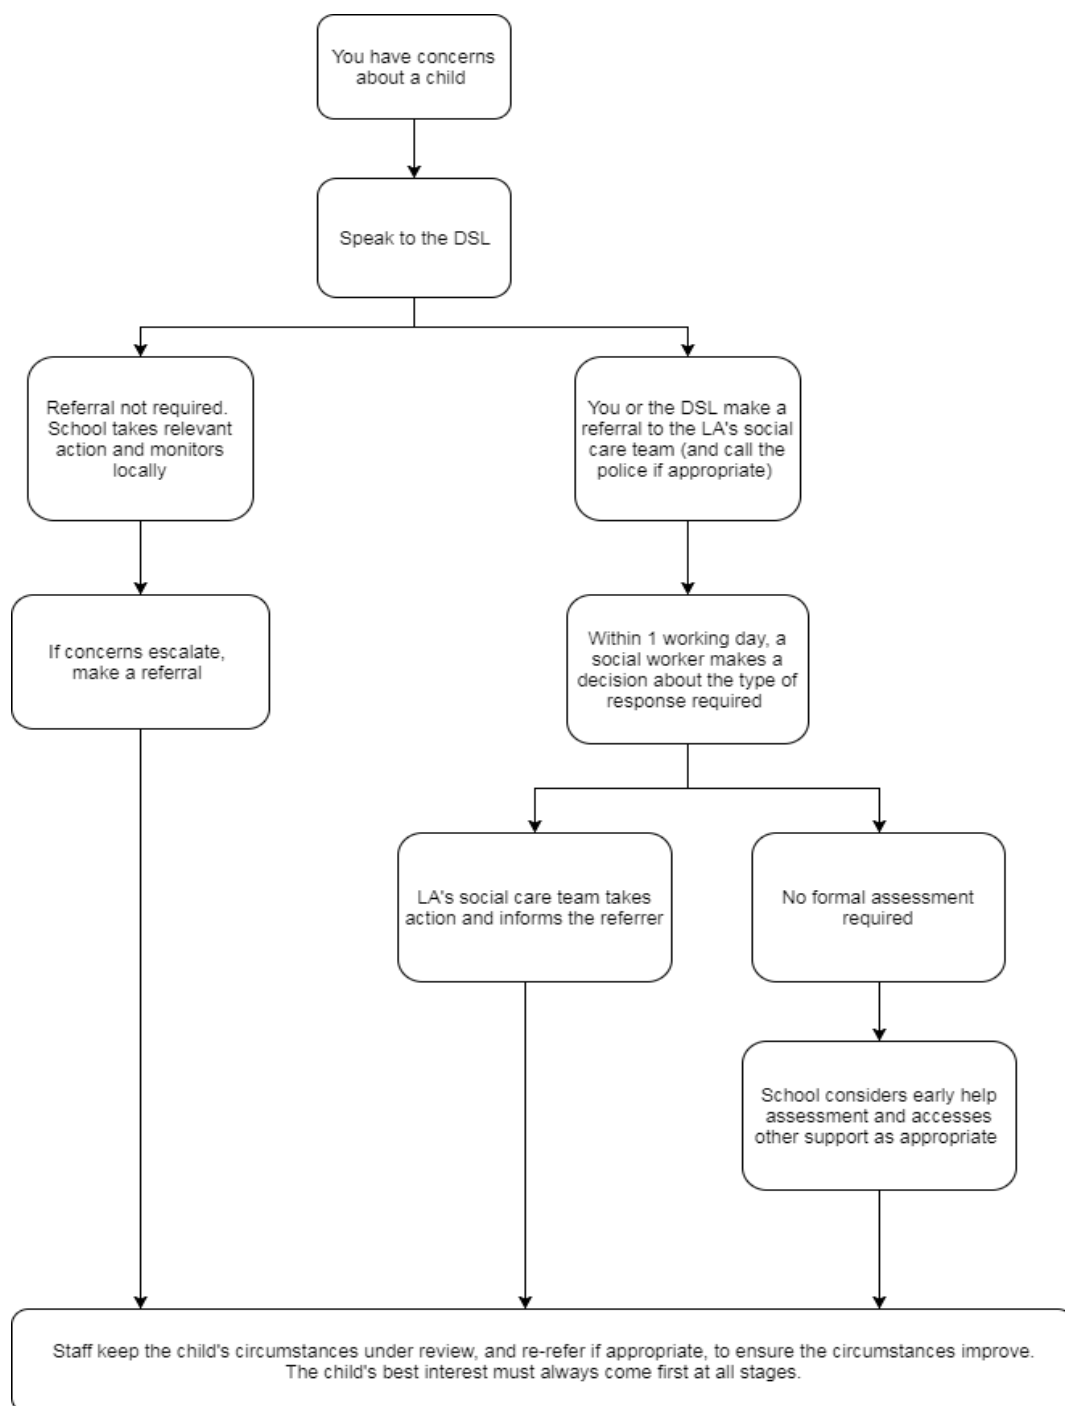 You have concerns
about a child
Speak to the DSL
Referral not required.
School takes relevant
action and monitors
locally
You or the DSL make a
referral to the LA's social
care team (and call the
police if appropriate)
If concerns escalate,
make a referral
Within 1 working day, a
social worker makes a
decision about the type of
response required
LA's social care team takes
action and informs the referrer
No formal assessment
required
School considers early help
assessment and accesses
other support as appropriate
Staff keep the child's circumstances under review, and re-refer if appropriate, to ensure the circumstances improve.
The child's best interest must always come first at all stages.